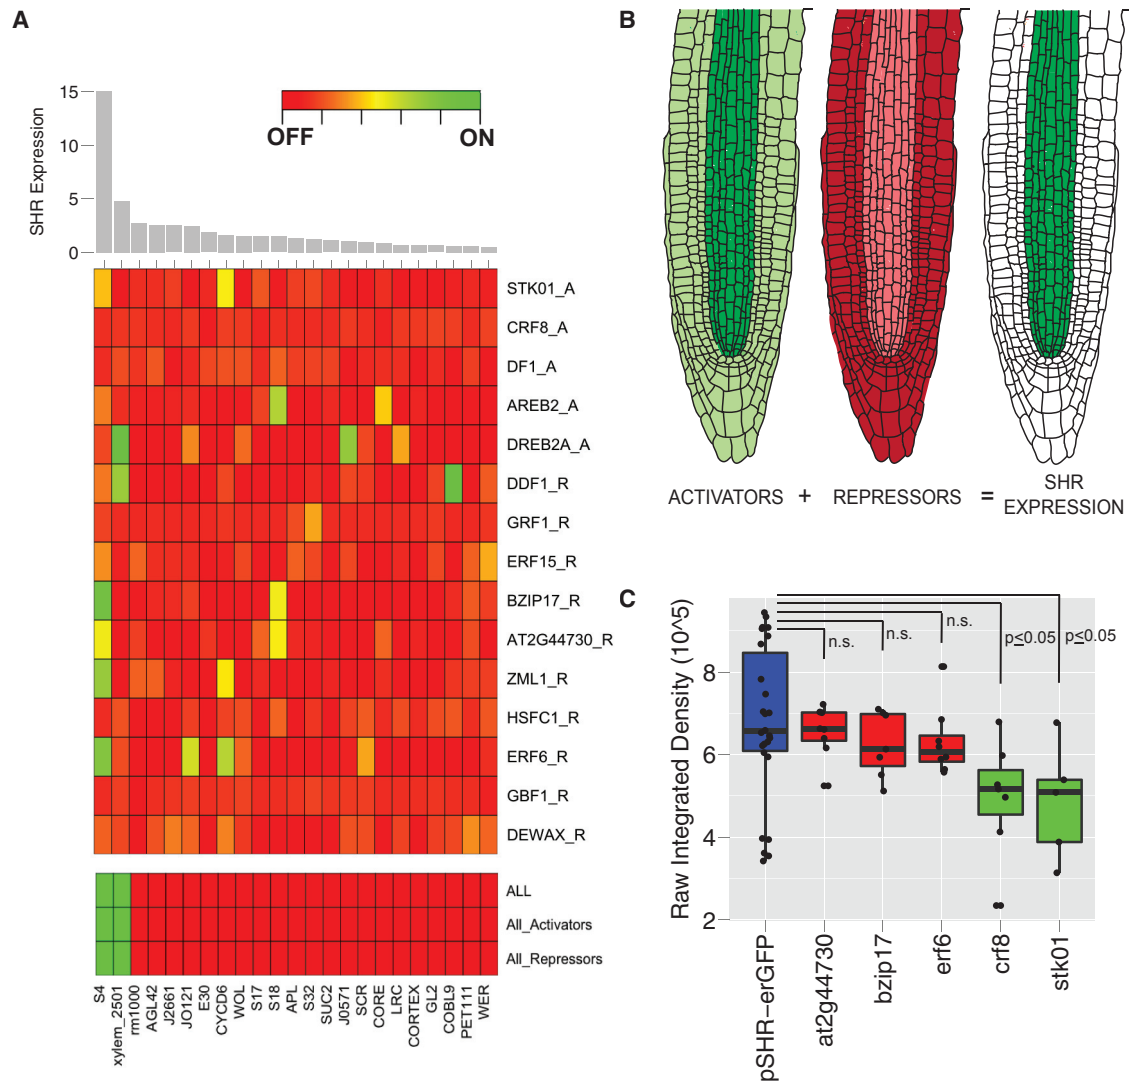 A
SHR Expression
15
10
5
0
OFF
ON
STK01_A
CRF8_A
DF1_A
AREB2_A
DREB2A_A
DDF1_R
GRF1_R
ERF15_R
BZIP17_R
AT2G44730_R
ZML1_R
HSFC1_R
ERF6_R
GBF1_R
DEWAX_R
ALL
All_Activators
All_Repressors
S4
xylem_2501
rm1000
AGL42
J2661
JO121
E30
CYCD6
WOL
S17
S18
APL
S32
SUC2
J0571
SCR
CORE
LRC
CORTEX
GL2
COBL9
PET111
WER
B
ACTIVATORS + REPRESSORS = SHR
EXPRESSION
C
Raw Integrated Density (10^5)
8
6
4
2
n.s.
n.s.
n.s.
p≤0.05
p≤0.05
pSHR-erGFP
at2g44730
bzip17
erf6
crf8
stk01